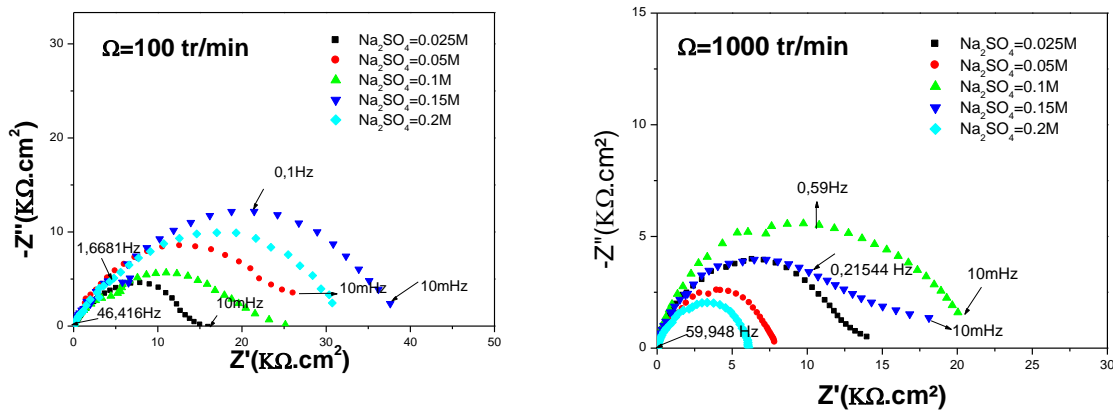 Ω=100 tr/min
Na₂SO₄=0.025M
Na₂SO₄=0.05M
Na₂SO₄=0.1M
Na₂SO₄=0.15M
Na₂SO₄=0.2M
0,1Hz
1,6681Hz
46,416Hz
10mHz
10mHz
10mHz
-Z''(KΩ.cm²)
30
20
10
0
0 10 20 30 40 50
Z'(KΩ.cm²)
Ω=1000 tr/min
Na₂SO₄=0.025M
Na₂SO₄=0.05M
Na₂SO₄=0.1M
Na₂SO₄=0.15M
Na₂SO₄=0.2M
0,59Hz
0,21544 Hz
10mHz
10mHz
59,948 Hz
-Z''(KΩ.cm²)
15
10
5
0
0 5 10 15 20 25 30
Z'(KΩ.cm²)